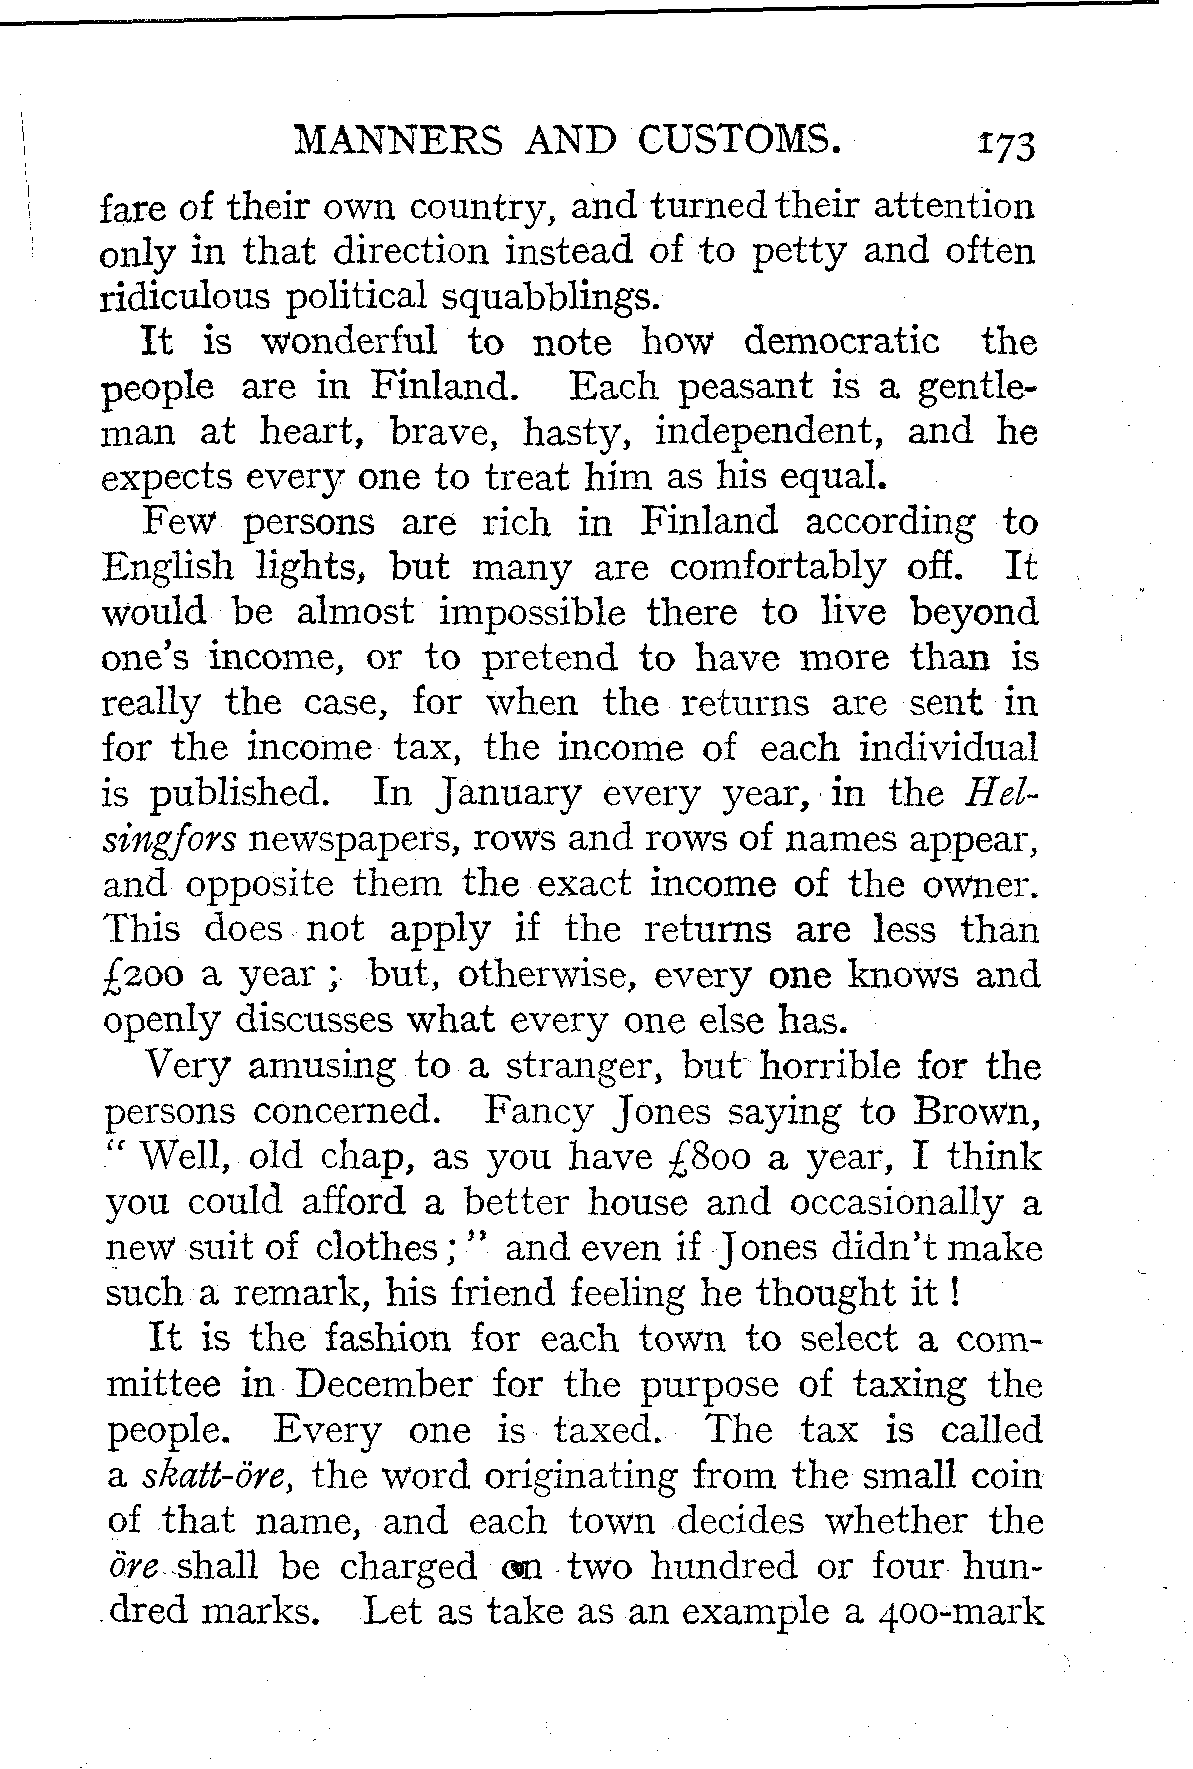 MANNERS AND CUSTOMS. 173
fare of their own country, and turned their attention
only in that direction instead of to petty and often
ridiculous political squabblings.
It is wonderful to note how democratic the
people are in Finland. Each peasant is a gentle-
man at heart, brave, hasty, independent, and he
expects every one to treat him as his equal.
Few persons are rich in Finland according to
English lights, but many are comfortably off. It
would be almost impossible there to live beyond
one's income, or to pretend to have more than is
really the case, for when the returns are sent in
for the income tax, the income of each individual
is published. In January every year, in the Hel-
singfors newspapers, rows and rows of names appear,
and opposite them the exact income of the owner.
This does not apply if the returns are less than
£200 a year ; but, otherwise, every one knows and
openly discusses what every one else has.
Very amusing to a stranger, but horrible for the
persons concerned. Fancy Jones saying to Brown,
" Well, old chap, as you have £800 a year, I think
you could afford a better house and occasionally a
new suit of clothes ; " and even if Jones didn't make
such a remark, his friend feeling he thought it !
It is the fashion for each town to select a com-
mittee in December for the purpose of taxing the
people. Every one is taxed. The tax is called
a skatt-öre, the word originating from the small coin
of that name, and each town decides whether the
öre shall be charged on two hundred or four hun-
dred marks. Let as take as an example a 400-mark